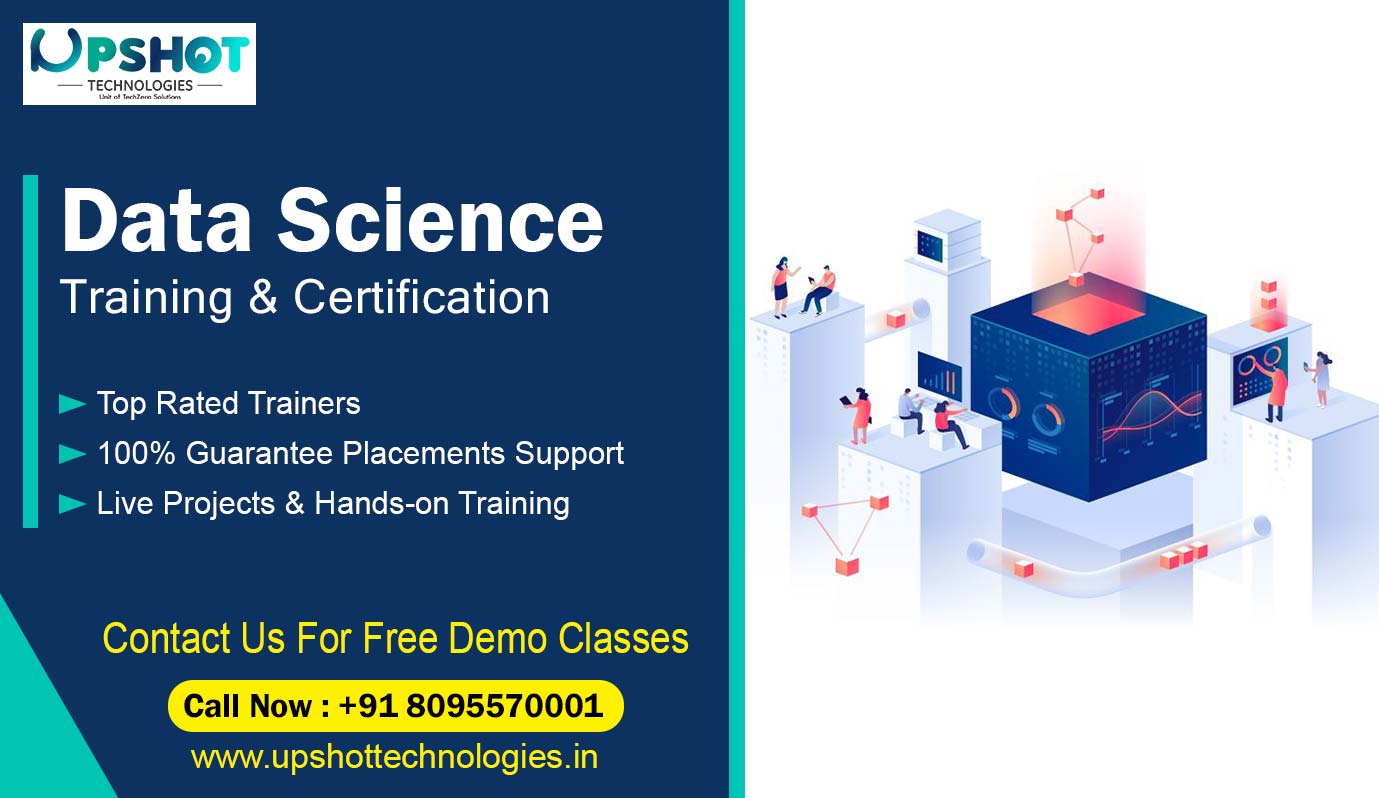 UPSHOT
TECHNOLOGIES
Unit of TechZero Solutions
Data Science
Training & Certification
Top Rated Trainers
100% Guarantee Placements Support
Live Projects & Hands-on Training
Contact Us For Free Demo Classes
Call Now : +91 8095570001
www.upshottechnologies.in